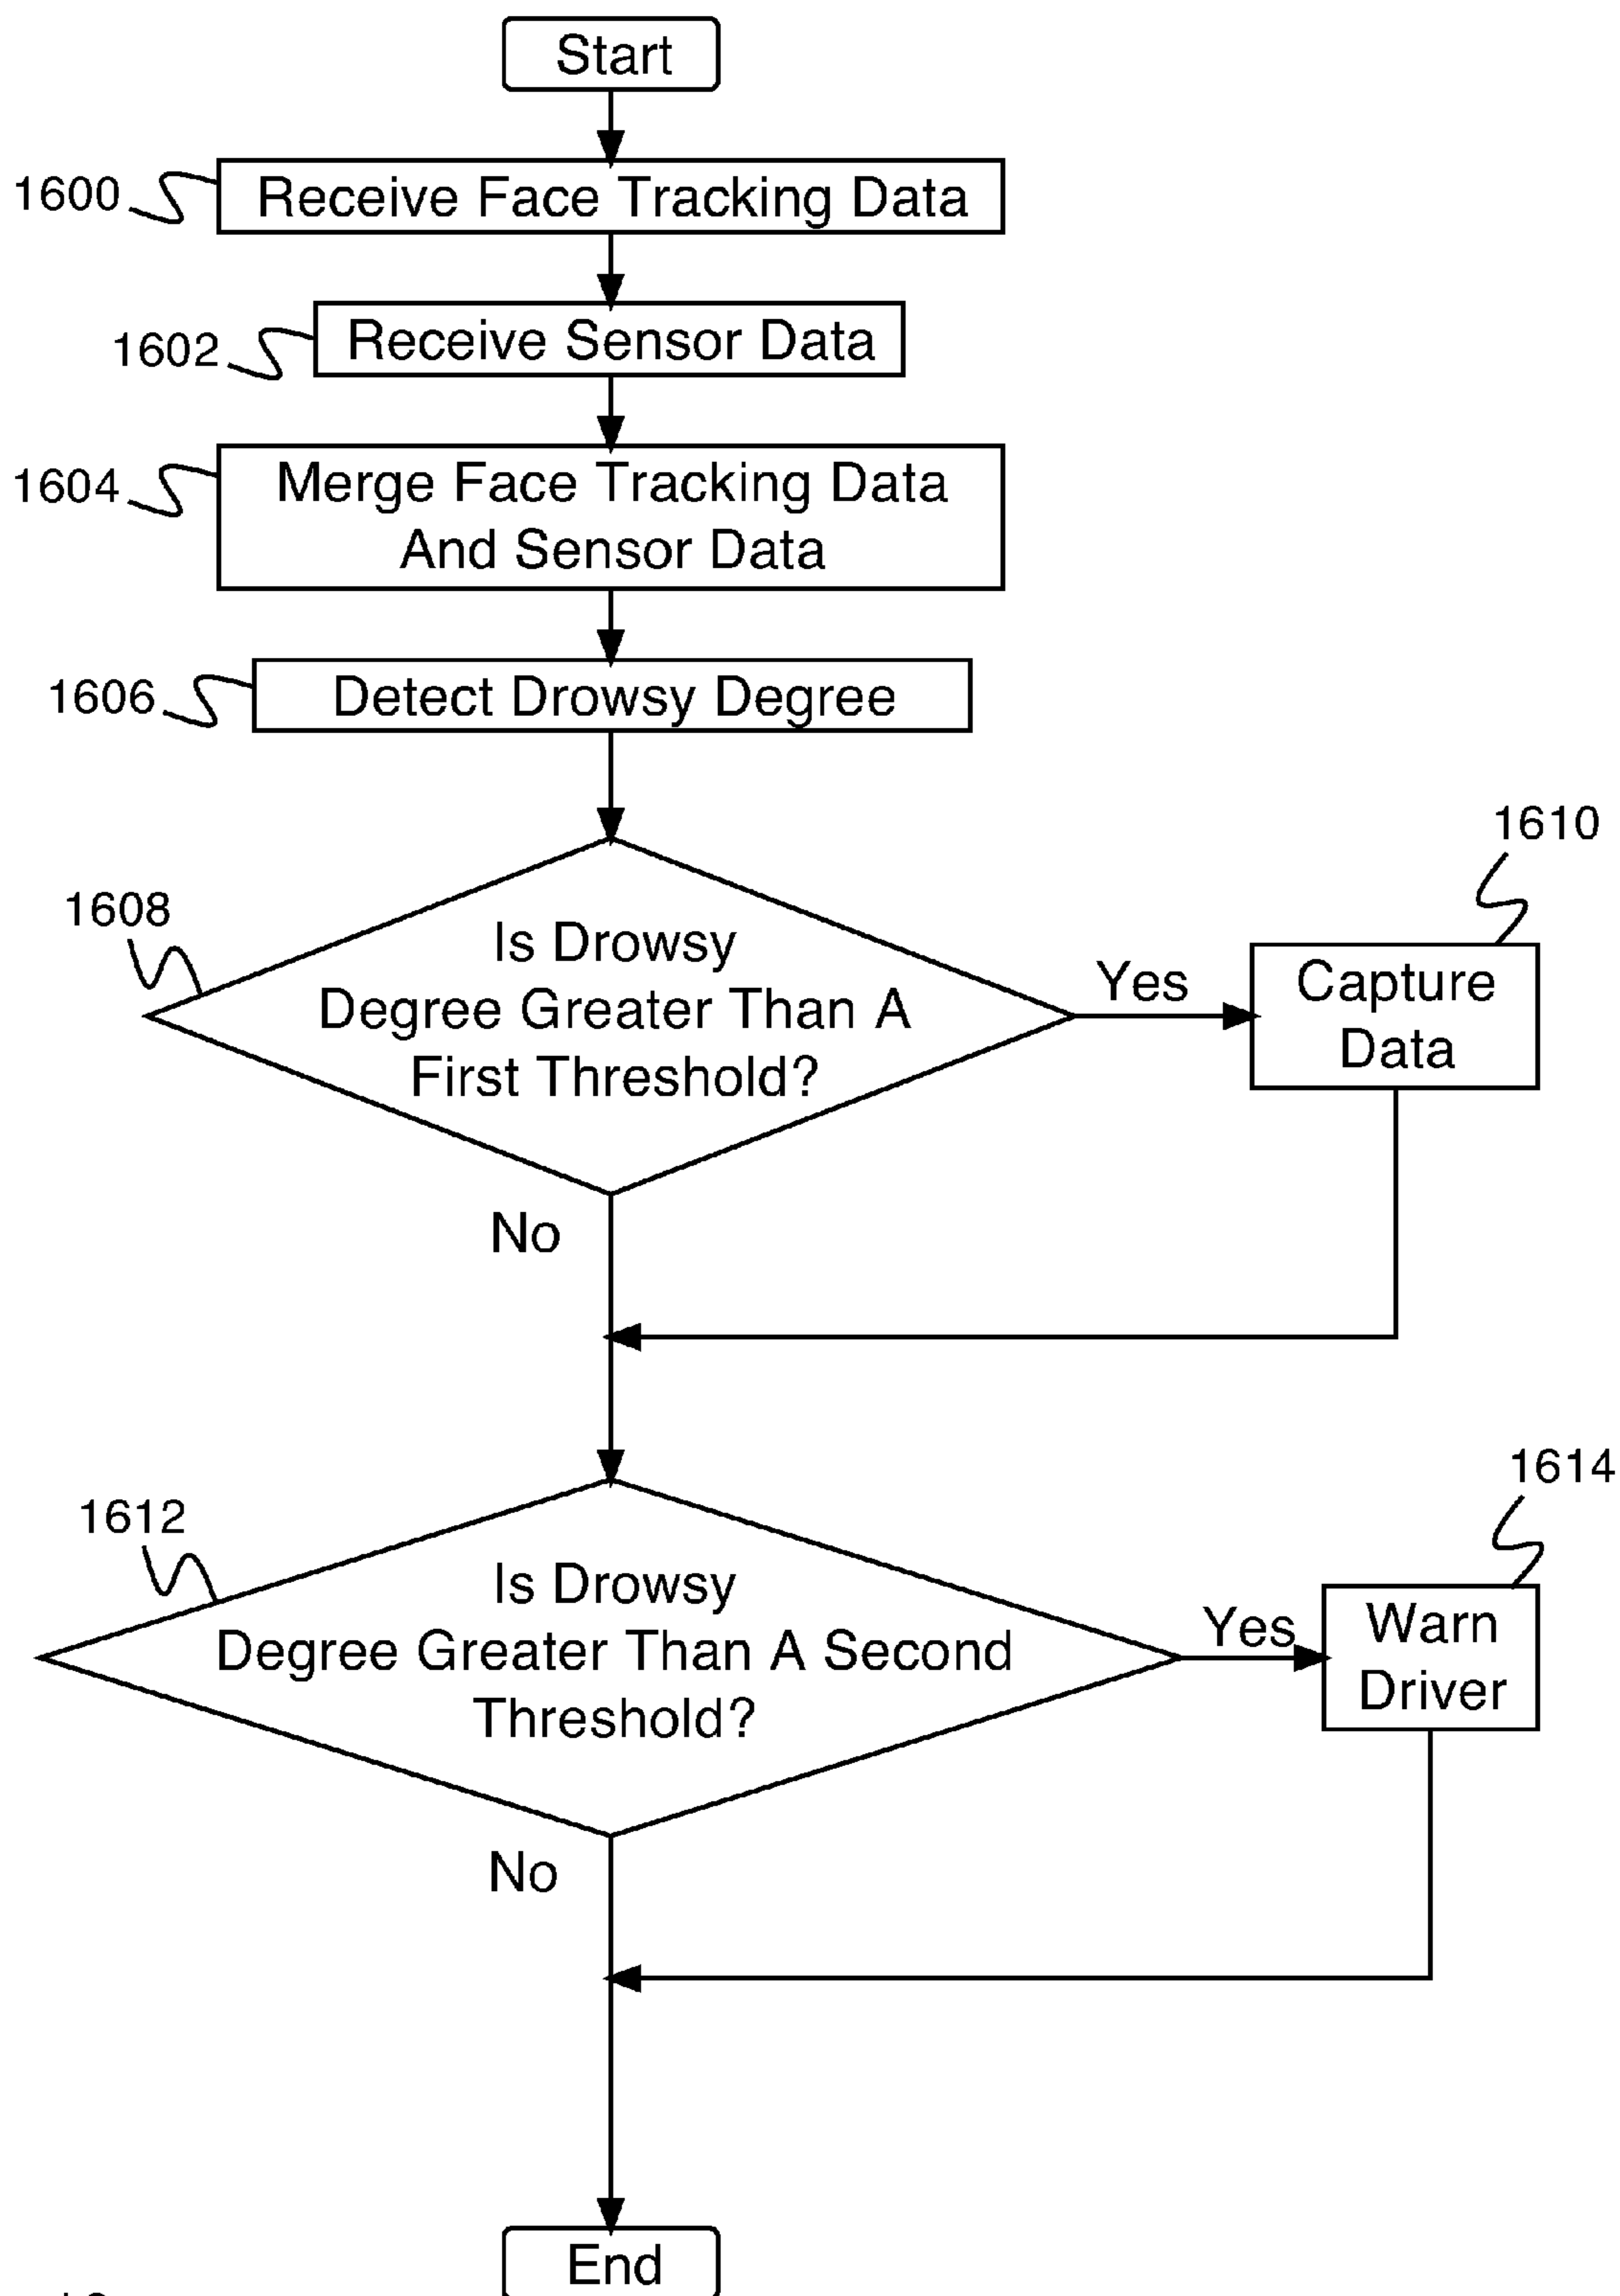 Start
1600
Receive Face Tracking Data
1602
Receive Sensor Data
1604
Merge Face Tracking Data
And Sensor Data
1606
Detect Drowsy Degree
1608
Is Drowsy
Degree Greater Than A
First Threshold?
Yes
1610
Capture
Data
No
1612
Is Drowsy
Degree Greater Than A Second
Threshold?
Yes
1614
Warn
Driver
No
End